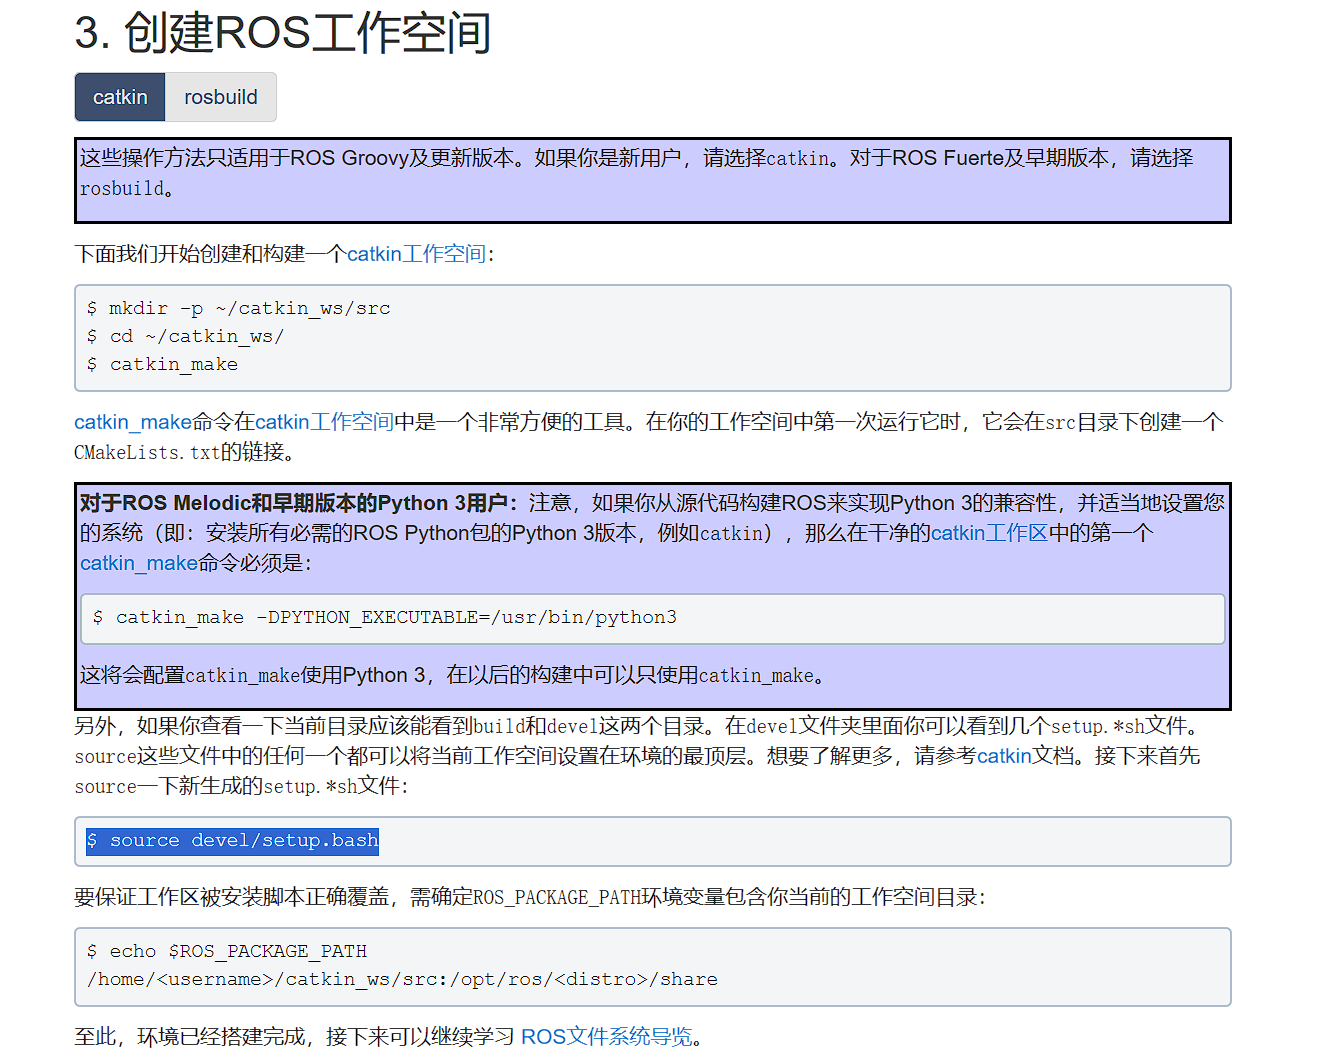 3. 创建ROS工作空间
catkin rosbuild
这些操作方法只适用于ROS Groovy及更新版本。如果你是新用户，请选择catkin。对于ROS Fuerte及早期版本，请选择
rosbuild。
下面我们开始创建和构建一个catkin工作空间：
$ mkdir -p ~/catkin_ws/src
$ cd ~/catkin_ws/
$ catkin_make
catkin_make命令在catkin工作空间中是一个非常方便的工具。在你的工作空间中第一次运行它时，它会在src目录下创建一个
CMakeLists.txt的链接。
对于ROS Melodic和早期版本的Python 3用户：注意，如果你从源代码构建ROS来实现Python 3的兼容性，并适当地设置您
的系统（即：安装所有必需的ROS Python包的Python 3版本，例如catkin），那么在干净的catkin工作区中的第一个
catkin_make命令必须是：
$ catkin_make -DPYTHON_EXECUTABLE=/usr/bin/python3
这将会配置catkin_make使用Python 3，在以后的构建中可以只使用catkin_make。
另外，如果你查看一下当前目录应该能看到build和devel这两个目录。在devel文件夹里面你可以看到几个setup.*sh文件。
source这些文件中的任何一个都可以将当前工作空间设置在环境的最顶层。想要了解更多，请参考catkin文档。接下来首先
source一下新生成的setup.*sh文件：
$ source devel/setup.bash
要保证工作区被安装脚本正确覆盖，需确定ROS_PACKAGE_PATH环境变量包含你当前的工作空间目录：
$ echo $ROS_PACKAGE_PATH
/home/<username>/catkin_ws/src:/opt/ros/<distro>/share
至此，环境已经搭建完成，接下来可以继续学习 ROS文件系统导览。